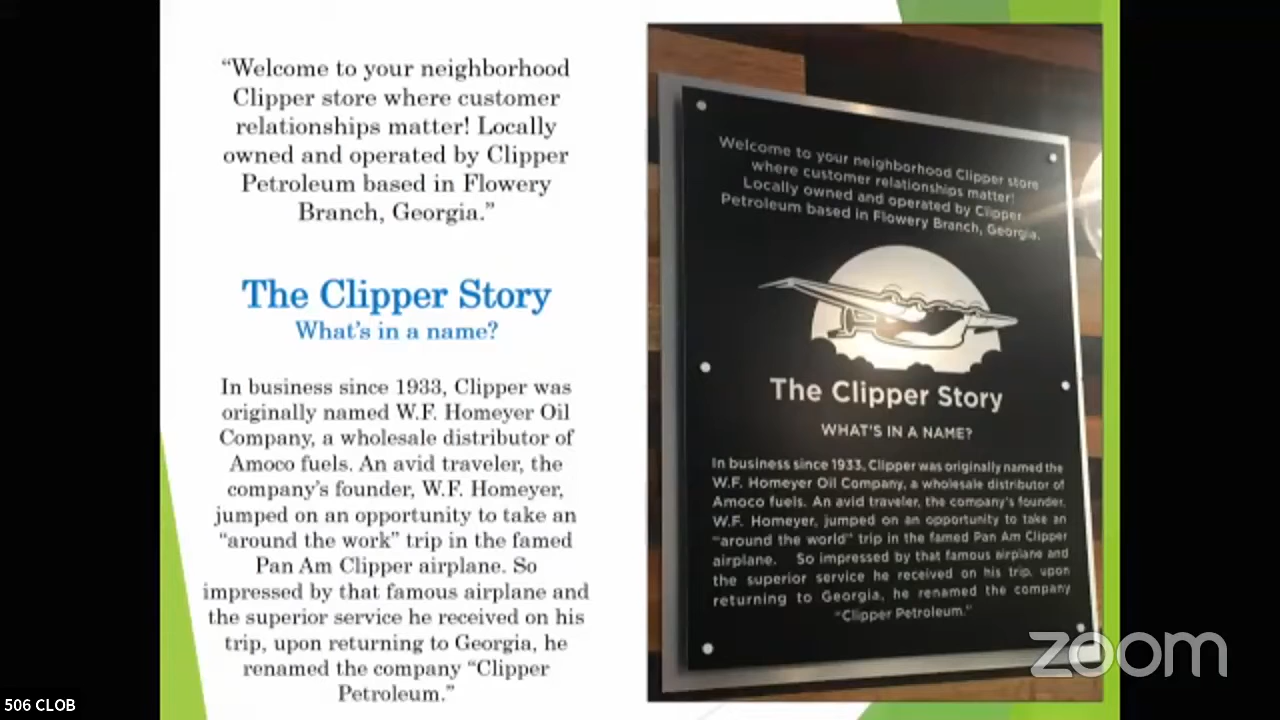 “Welcome to your neighborhood
Clipper store where customer
relationships matter! Locally
owned and operated by Clipper
Petroleum based in Flowery
Branch, Georgia.”
The Clipper Story
What’s in a name?
In business since 1933, Clipper was
originally named W.F. Homeyer Oil
Company, a wholesale distributor of
Amoco fuels. An avid traveler, the
company’s founder, W.F. Homeyer,
jumped on an opportunity to take an
“around the work” trip in the famed
Pan Am Clipper airplane. So
impressed by that famous airplane and
the superior service he received on his
trip, upon returning to Georgia, he
renamed the company “Clipper
Petroleum.”
Welcome to your neighborhood Clipper store
where customer relationships matter!
Locally owned and operated by Clipper
Petroleum based in Flowery Branch, Georgia.
The Clipper Story
WHAT'S IN A NAME?
In business since 1933, Clipper was originally named the
W.F. Homeyer Oil Company, a wholesale distributor of
Amoco fuels. An avid traveler, the company's founder,
W.F. Homeyer, jumped on an opportunity to take an
"around the world" trip in the famed Pan Am Clipper
airplane. So impressed by that famous airplane and
the superior service he received on his trip, upon
returning to Georgia, he renamed the company
"Clipper Petroleum."
zoom
506 CLOB